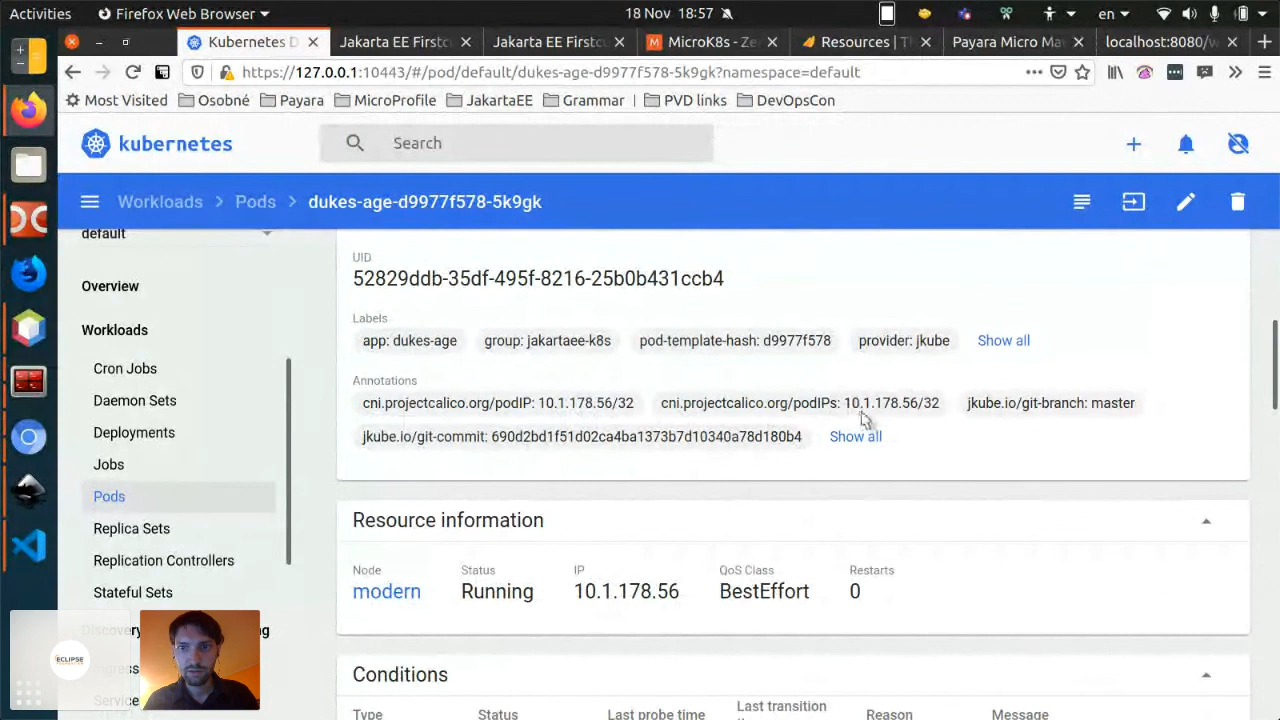 Activities Firefox Web Browser 18 Nov 18:57 en
Kubernetes D Jakarta EE Firstc Jakarta EE Firstcu MicroK8s - Ze Resources | Th Payara Micro Ma localhost:8080/w
https://127.0.0.1:10443/#/pod/default/dukes-age-d9977f578-5k9gk?namespace=default
Most Visited Osobné Payara MicroProfile JakartaEE Grammar PVD links DevOpsCon
kubernetes Search
Workloads > Pods > dukes-age-d9977f578-5k9gk
default
Overview
Workloads
Cron Jobs
Daemon Sets
Deployments
Jobs
Pods
Replica Sets
Replication Controllers
Stateful Sets
Discovery
g
ngress
Service
ECLIPSE
FOUNDATION
UID
52829ddb-35df-495f-8216-25b0b431ccb4
Labels
app: dukes-age group: jakartaee-k8s pod-template-hash: d9977f578 provider: jkube Show all
Annotations
cni.projectcalico.org/podIP: 10.1.178.56/32 cni.projectcalico.org/podIPs: 10.1.178.56/32 jkube.io/git-branch: master
jkube.io/git-commit: 690d2bd1f51d02ca4ba1373b7d10340a78d180b4 Show all
Resource information
Node Status IP QoS Class Restarts
modern Running 10.1.178.56 BestEffort 0
Conditions
Type Status Last probe time Last transition Reason Message